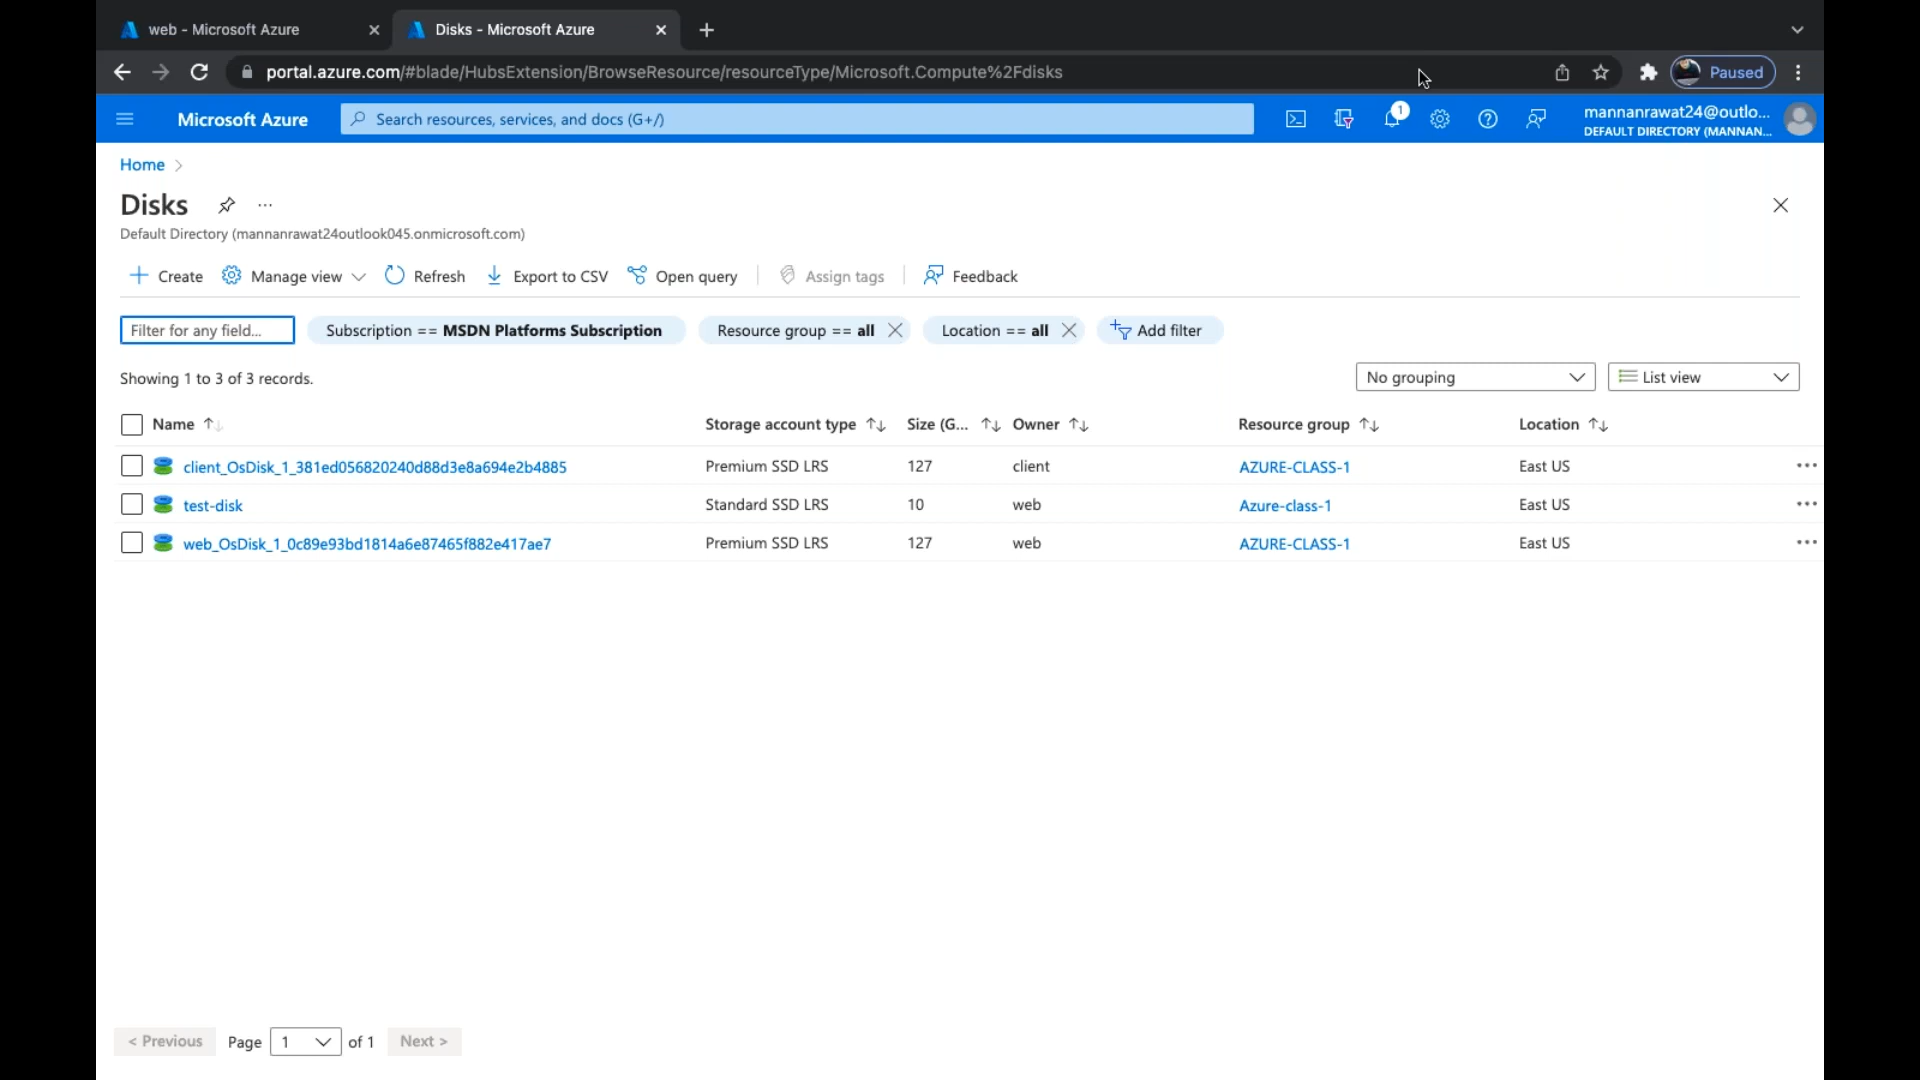 web - Microsoft Azure
Disks - Microsoft Azure
portal.azure.com/#blade/HubsExtension/BrowseResource/resourceType/Microsoft.Compute%2Fdisks
Paused
Microsoft Azure
Search resources, services, and docs (G+/)
1
mannanrawat24@outlo...
DEFAULT DIRECTORY (MANNAN...
Home
Disks
Default Directory (mannanrawat24outlook045.onmicrosoft.com)
Create
Manage view
Refresh
Export to CSV
Open query
Assign tags
Feedback
Filter for any field...
Subscription == MSDN Platforms Subscription
Resource group == all
Location == all
Add filter
Showing 1 to 3 of 3 records.
No grouping
List view
Name
Storage account type
Size (G...
Owner
Resource group
Location
client_OsDisk_1_381ed056820240d88d3e8a694e2b4885
Premium SSD LRS
127
client
AZURE-CLASS-1
East US
test-disk
Standard SSD LRS
10
web
Azure-class-1
East US
web_OsDisk_1_0c89e93bd1814a6e87465f882e417ae7
Premium SSD LRS
127
web
AZURE-CLASS-1
East US
< Previous
Page
1
of 1
Next >